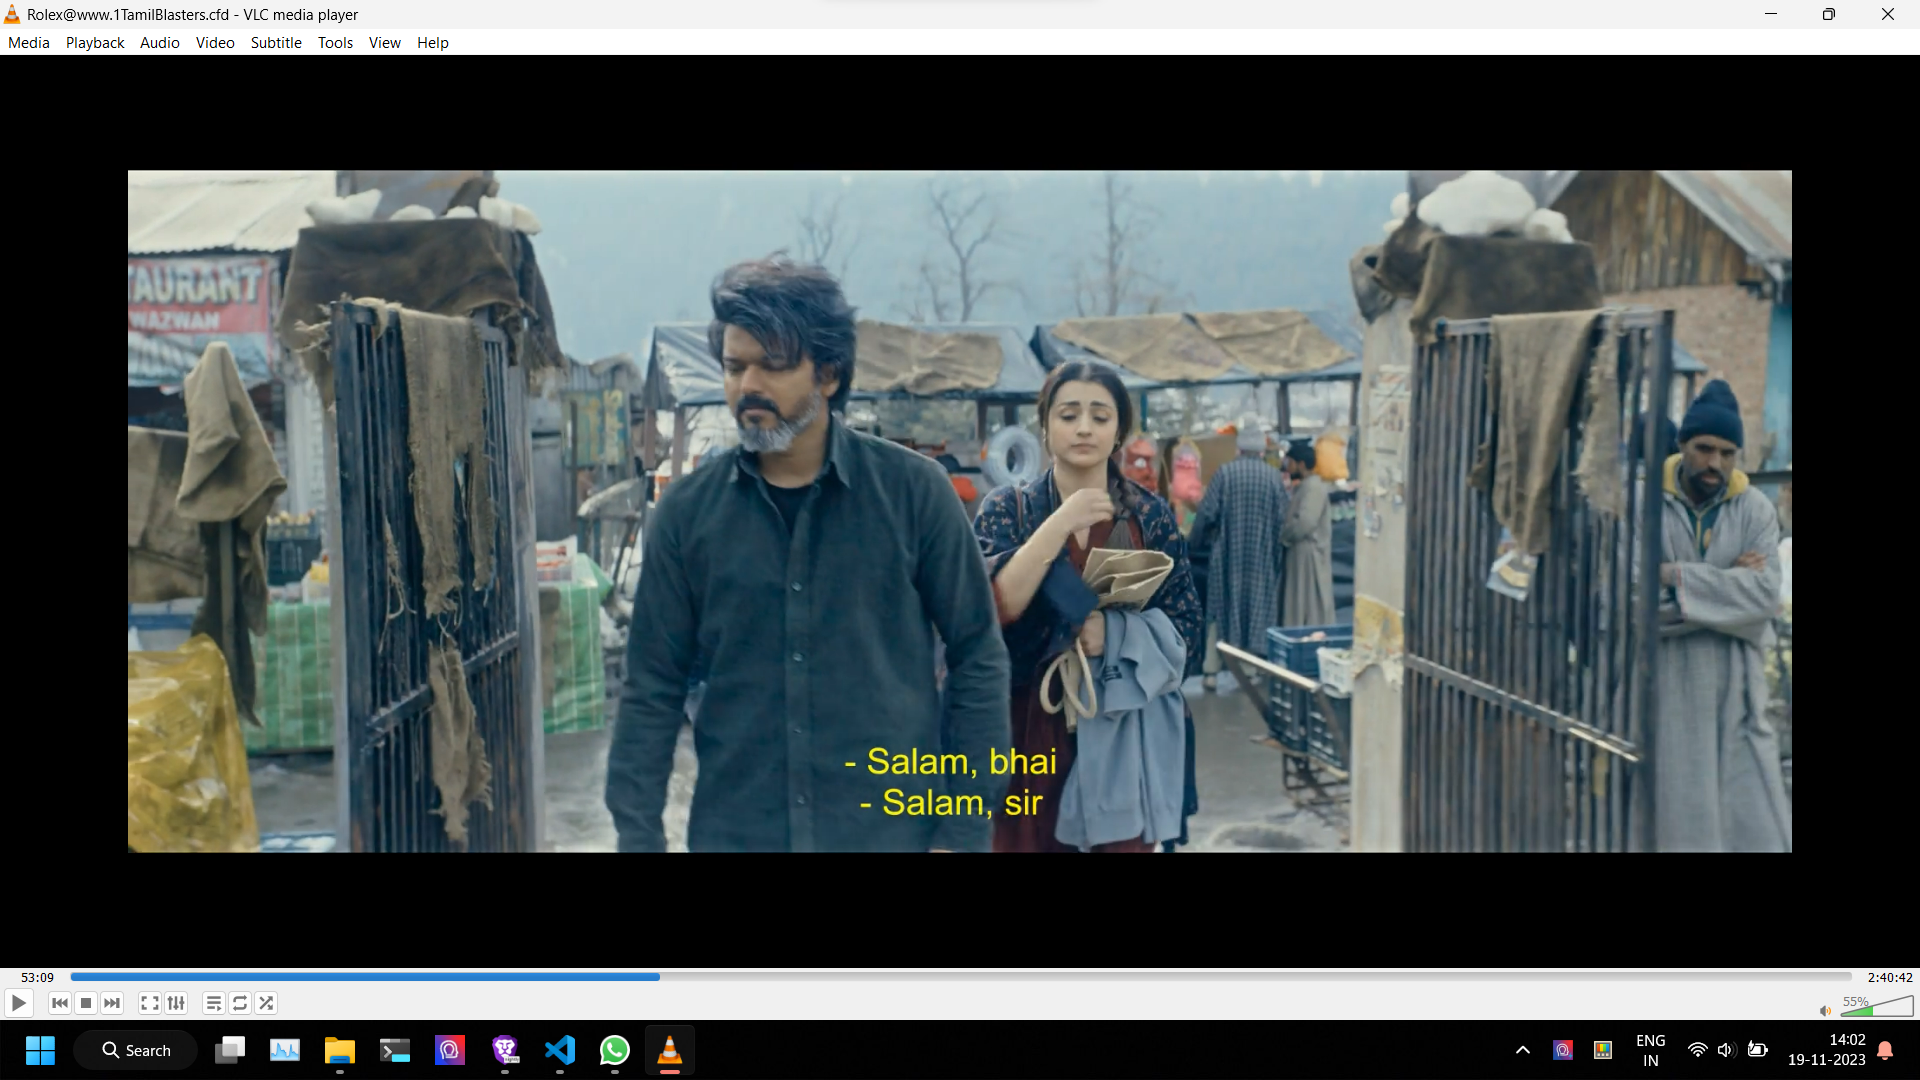 Rolex@www.1TamilBlasters.cfd - VLC media player
Media Playback Audio Video Subtitle Tools View Help
TAURANT
WAZWAN
- Salam, bhai
- Salam, sir
53:09
2:40:42
55%
Search
ENG
IN
14:02
19-11-2023